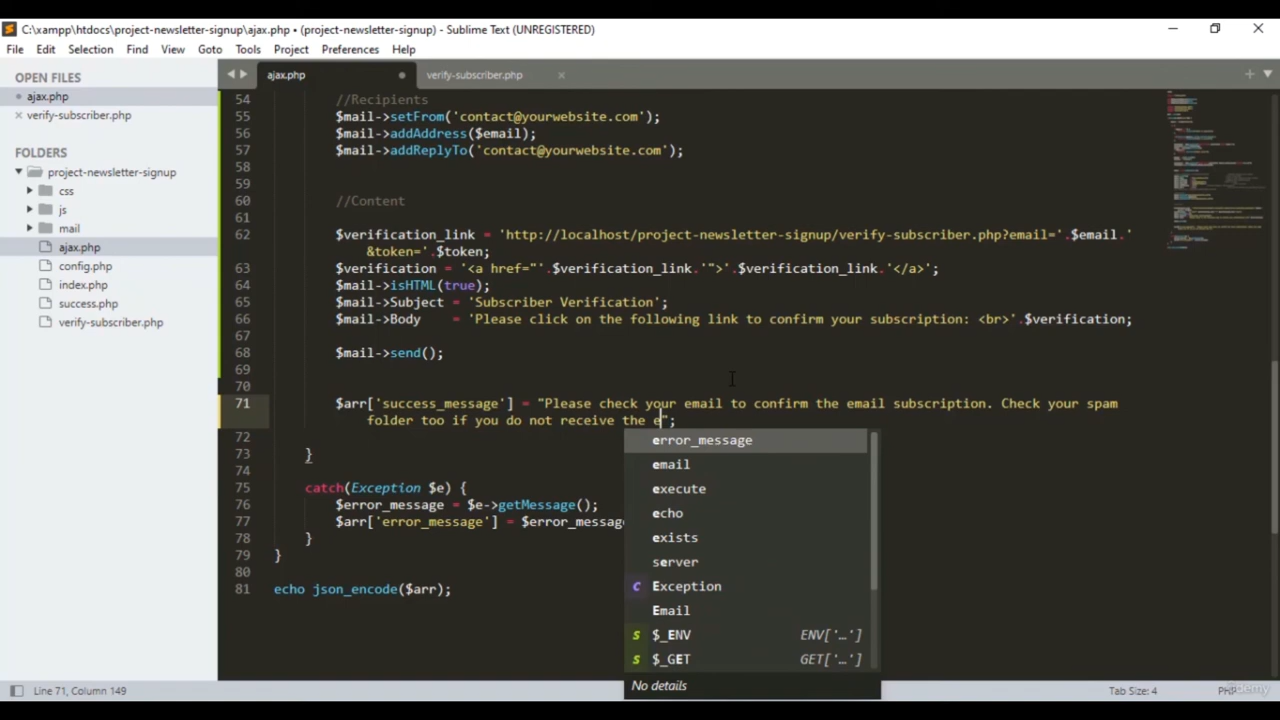 C:\xampp\htdocs\project-newsletter-signup\ajax.php • (project-newsletter-signup) - Sublime Text (UNREGISTERED)
File Edit Selection Find View Goto Tools Project Preferences Help
OPEN FILES
ajax.php
verify-subscriber.php
FOLDERS
project-newsletter-signup
css
js
mail
ajax.php
config.php
index.php
success.php
verify-subscriber.php
ajax.php verify-subscriber.php
54 //Recipients
55 $mail->setFrom('contact@yourwebsite.com');
56 $mail->addAddress($email);
57 $mail->addReplyTo('contact@yourwebsite.com');
58
59
60 //Content
61
62 $verification_link = 'http://localhost/project-newsletter-signup/verify-subscriber.php?email='.$email.'
&token='.$token;
63 $verification = '<a href="'.$verification_link.'">'.$verification_link.'</a>';
64 $mail->isHTML(true);
65 $mail->Subject = 'Subscriber Verification';
66 $mail->Body = 'Please click on the following link to confirm your subscription: <br>'.$verification;
67
68 $mail->send();
69
70
71 $arr['success_message'] = "Please check your email to confirm the email subscription. Check your spam
folder too if you do not receive the e";
72
73 }
74
75 catch(Exception $e) {
76 $error_message = $e->getMessage();
77 $arr['error_message'] = $error_messag
78 }
79 }
80
81 echo json_encode($arr);
error_message
email
execute
echo
exists
server
C Exception
Email
s $_ENV ENV['…']
s $_GET GET['…']
No details
Line 71, Column 149
Tab Size: 4
PHP